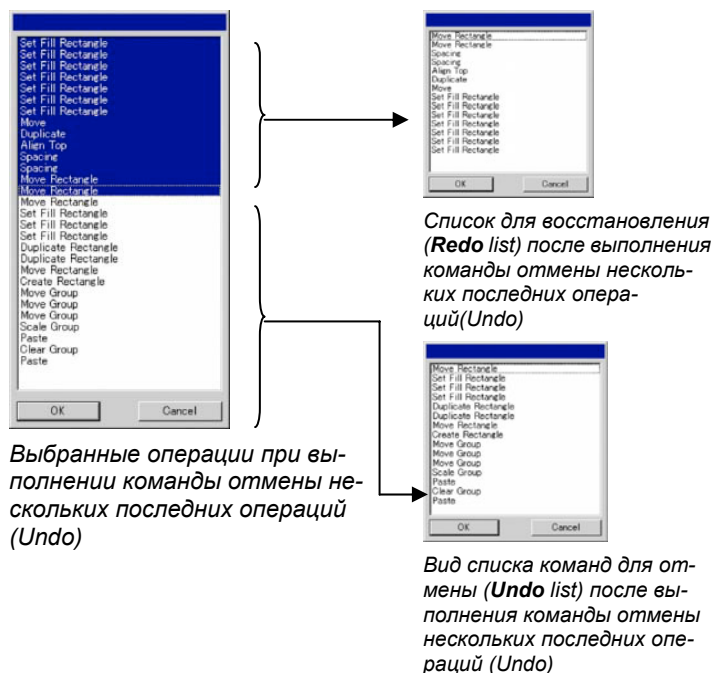 Set Fill Rectangle
Set Fill Rectangle
Set Fill Rectangle
Set Fill Rectangle
Set Fill Rectangle
Set Fill Rectangle
Set Fill Rectangle
Move
Duplicate
Align Top
Spacing
Spacing
Move Rectangle
Move Rectangle
Move Rectangle
Set Fill Rectangle
Set Fill Rectangle
Set Fill Rectangle
Duplicate Rectangle
Duplicate Rectangle
Move Rectangle
Create Rectangle
Move Group
Move Group
Move Group
Scale Group
Paste
Clear Group
Paste
OK Cancel
Выбранные операции при вы-
полнении команды отмены не-
скольких последних операций
(Undo)
Move Rectangle
Move Rectangle
Spacing
Spacing
Align Top
Duplicate
Move
Set Fill Rectangle
Set Fill Rectangle
Set Fill Rectangle
Set Fill Rectangle
Set Fill Rectangle
Set Fill Rectangle
Set Fill Rectangle
OK Cancel
Список для восстановления
(Redo list) после выполнения
команды отмены несколь-
ких последних опера-
ций(Undo)
Move Rectangle
Set Fill Rectangle
Set Fill Rectangle
Set Fill Rectangle
Duplicate Rectangle
Duplicate Rectangle
Move Rectangle
Create Rectangle
Move Group
Move Group
Move Group
Scale Group
Paste
Clear Group
Paste
OK Cancel
Вид списка команд для от-
мены (Undo list) после вы-
полнения команды отмены
нескольких последних опе-
раций (Undo)